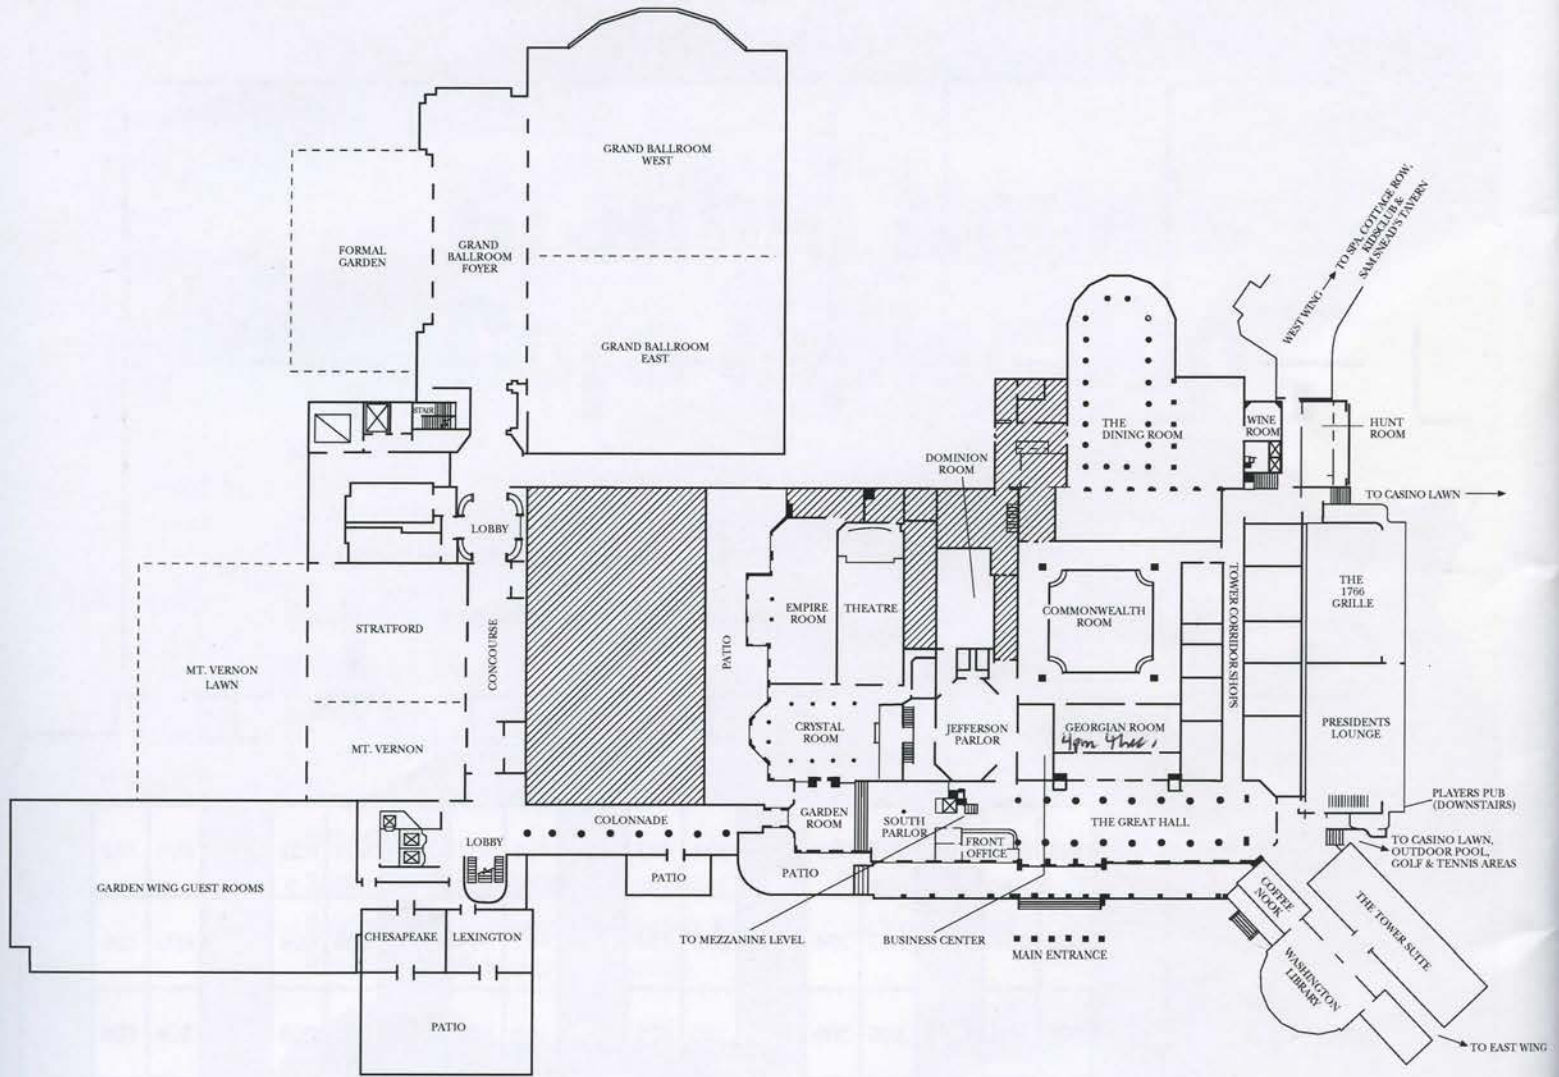 GRAND BALLROOM
WEST
FORMAL
GARDEN
GRAND
BALLROOM
FOYER
GRAND BALLROOM
EAST
WEST WING
TO SPA, COTTAGE ROW,
KIDSCLUB &
SAM SNEAD'S TAVERN
STAIR
THE
DINING ROOM
WINE
ROOM
HUNT
ROOM
DOMINION
ROOM
TO CASINO LAWN
LOBBY
MT. VERNON
LAWN
STRATFORD
CONCOURSE
PATIO
EMPIRE
ROOM
THEATRE
COMMONWEALTH
ROOM
TOWER CORRIDOR SHOPS
THE
1766
GRILLE
MT. VERNON
CRYSTAL
ROOM
JEFFERSON
PARLOR
GEORGIAN ROOM
4pm
PRESIDENTS
LOUNGE
PLAYERS PUB
(DOWNSTAIRS)
COLONNADE
GARDEN
ROOM
SOUTH
PARLOR
FRONT
OFFICE
THE GREAT HALL
TO CASINO LAWN,
OUTDOOR POOL,
GOLF & TENNIS AREAS
LOBBY
GARDEN WING GUEST ROOMS
PATIO
PATIO
COFFEE
NOOK
THE TOWER SUITE
CHESAPEAKE
LEXINGTON
TO MEZZANINE LEVEL
BUSINESS CENTER
MAIN ENTRANCE
WASHINGTON
LIBRARY
PATIO
TO EAST WING